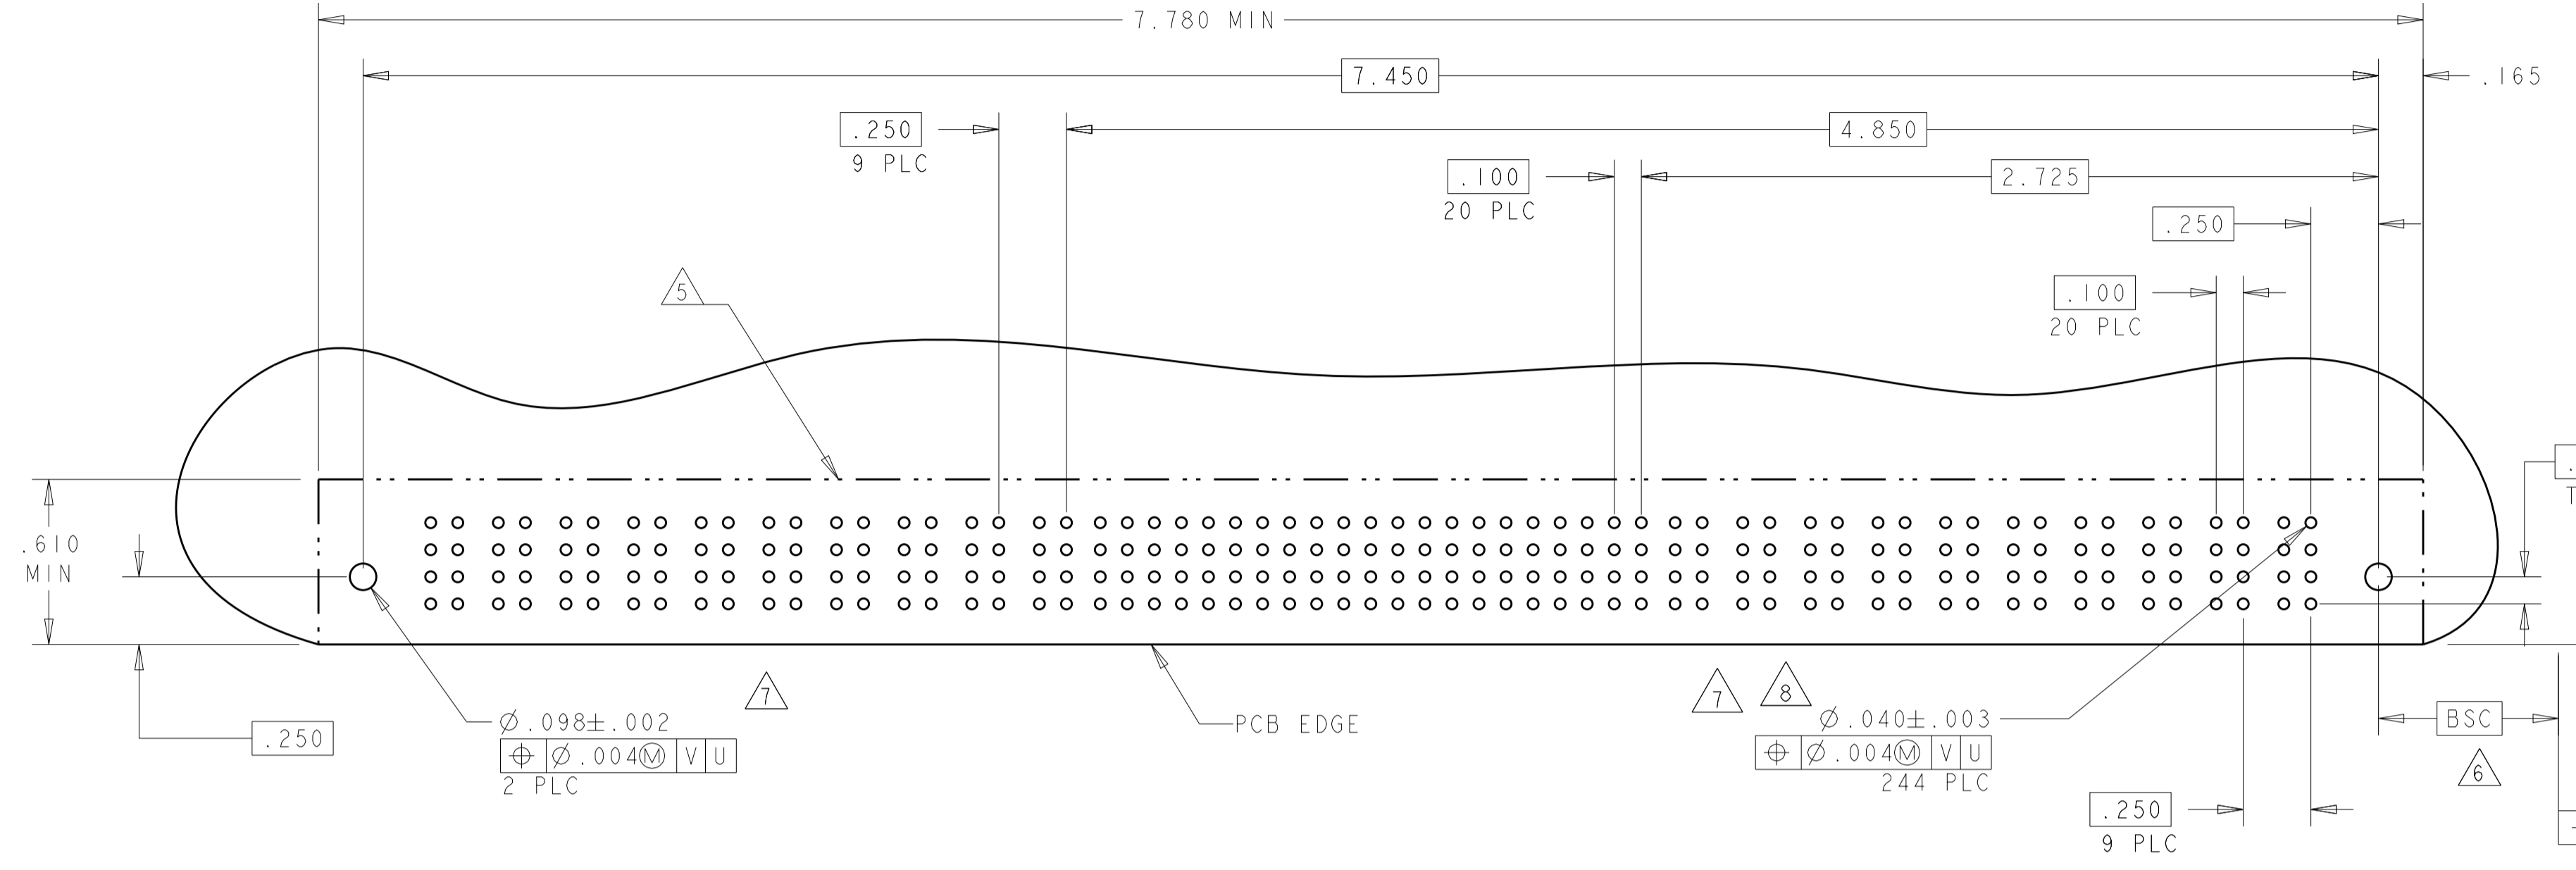 7.780 MIN
7.450
.165
.250
9 PLC
4.850
.100
20 PLC
2.725
.250
.100
20 PLC
5
.610
MIN
.250
7
Ø.098±.002
⌖ Ø.004Ⓜ V U
2 PLC
PCB EDGE
7
8
Ø.040±.003
⌖ Ø.004Ⓜ V U
244 PLC
BSC
6
.250
9 PLC